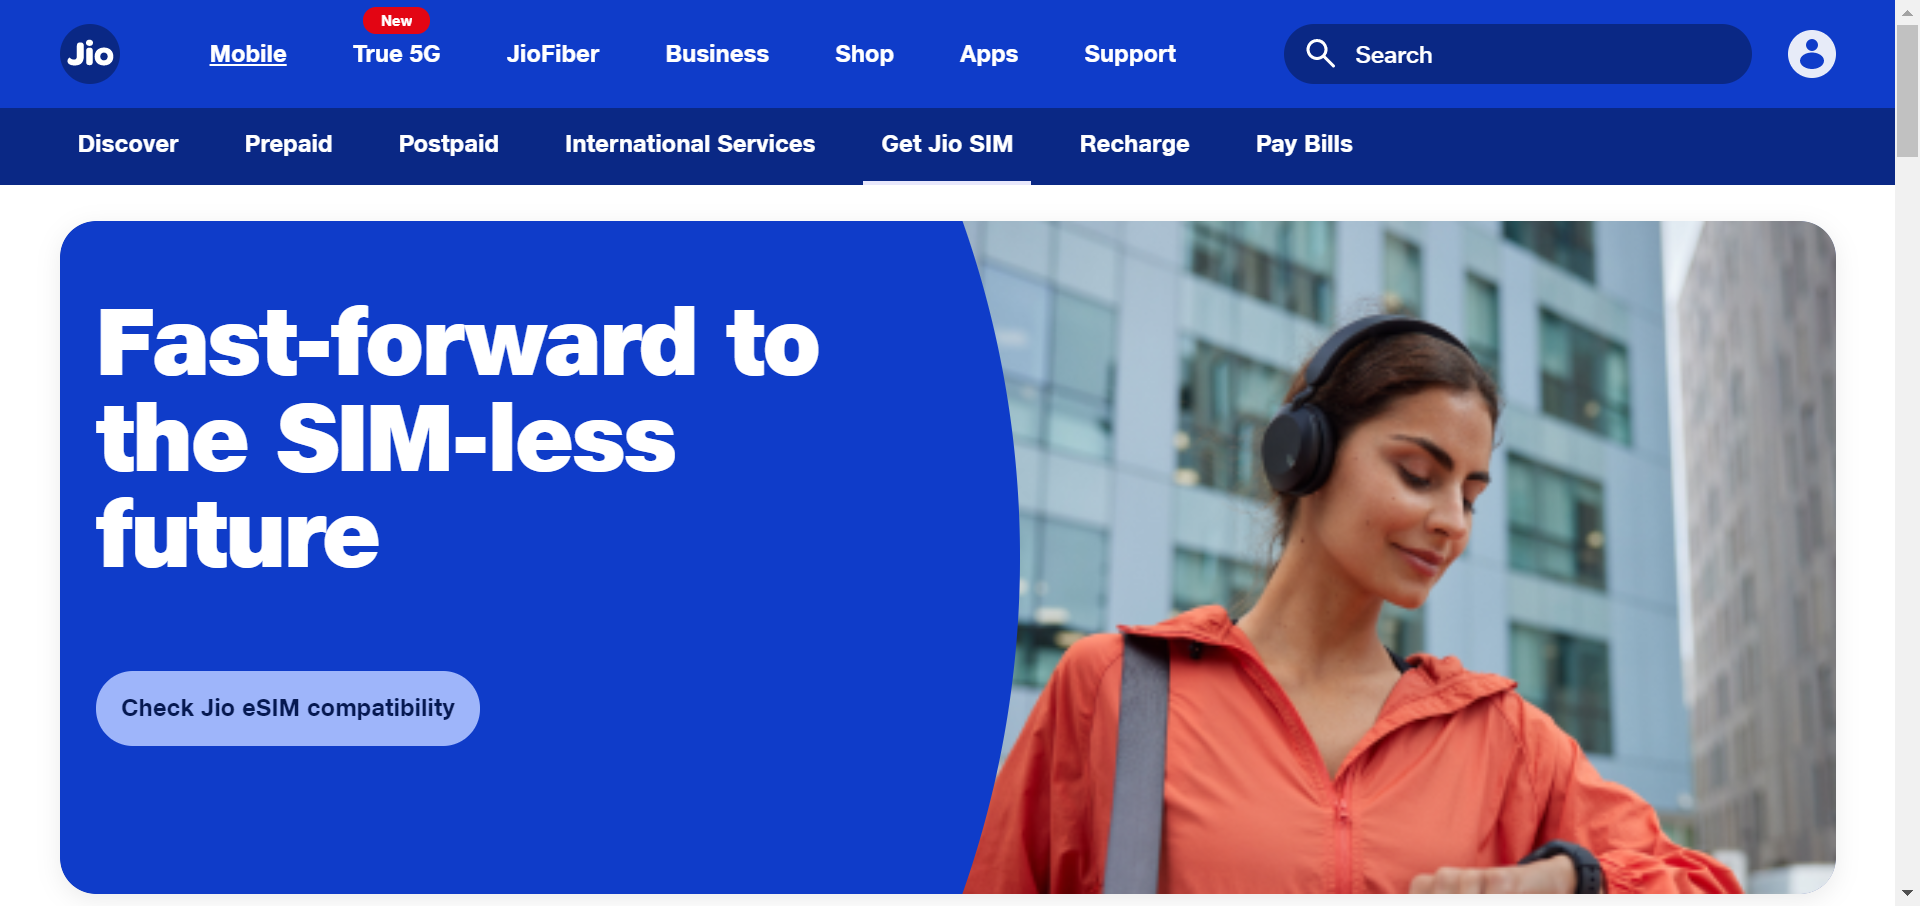 New
Jio
Mobile
True 5G
JioFiber
Business
Shop
Apps
Support
Search
Discover
Prepaid
Postpaid
International Services
Get Jio SIM
Recharge
Pay Bills
Fast-forward to
the SIM-less
future
Check Jio eSIM compatibility